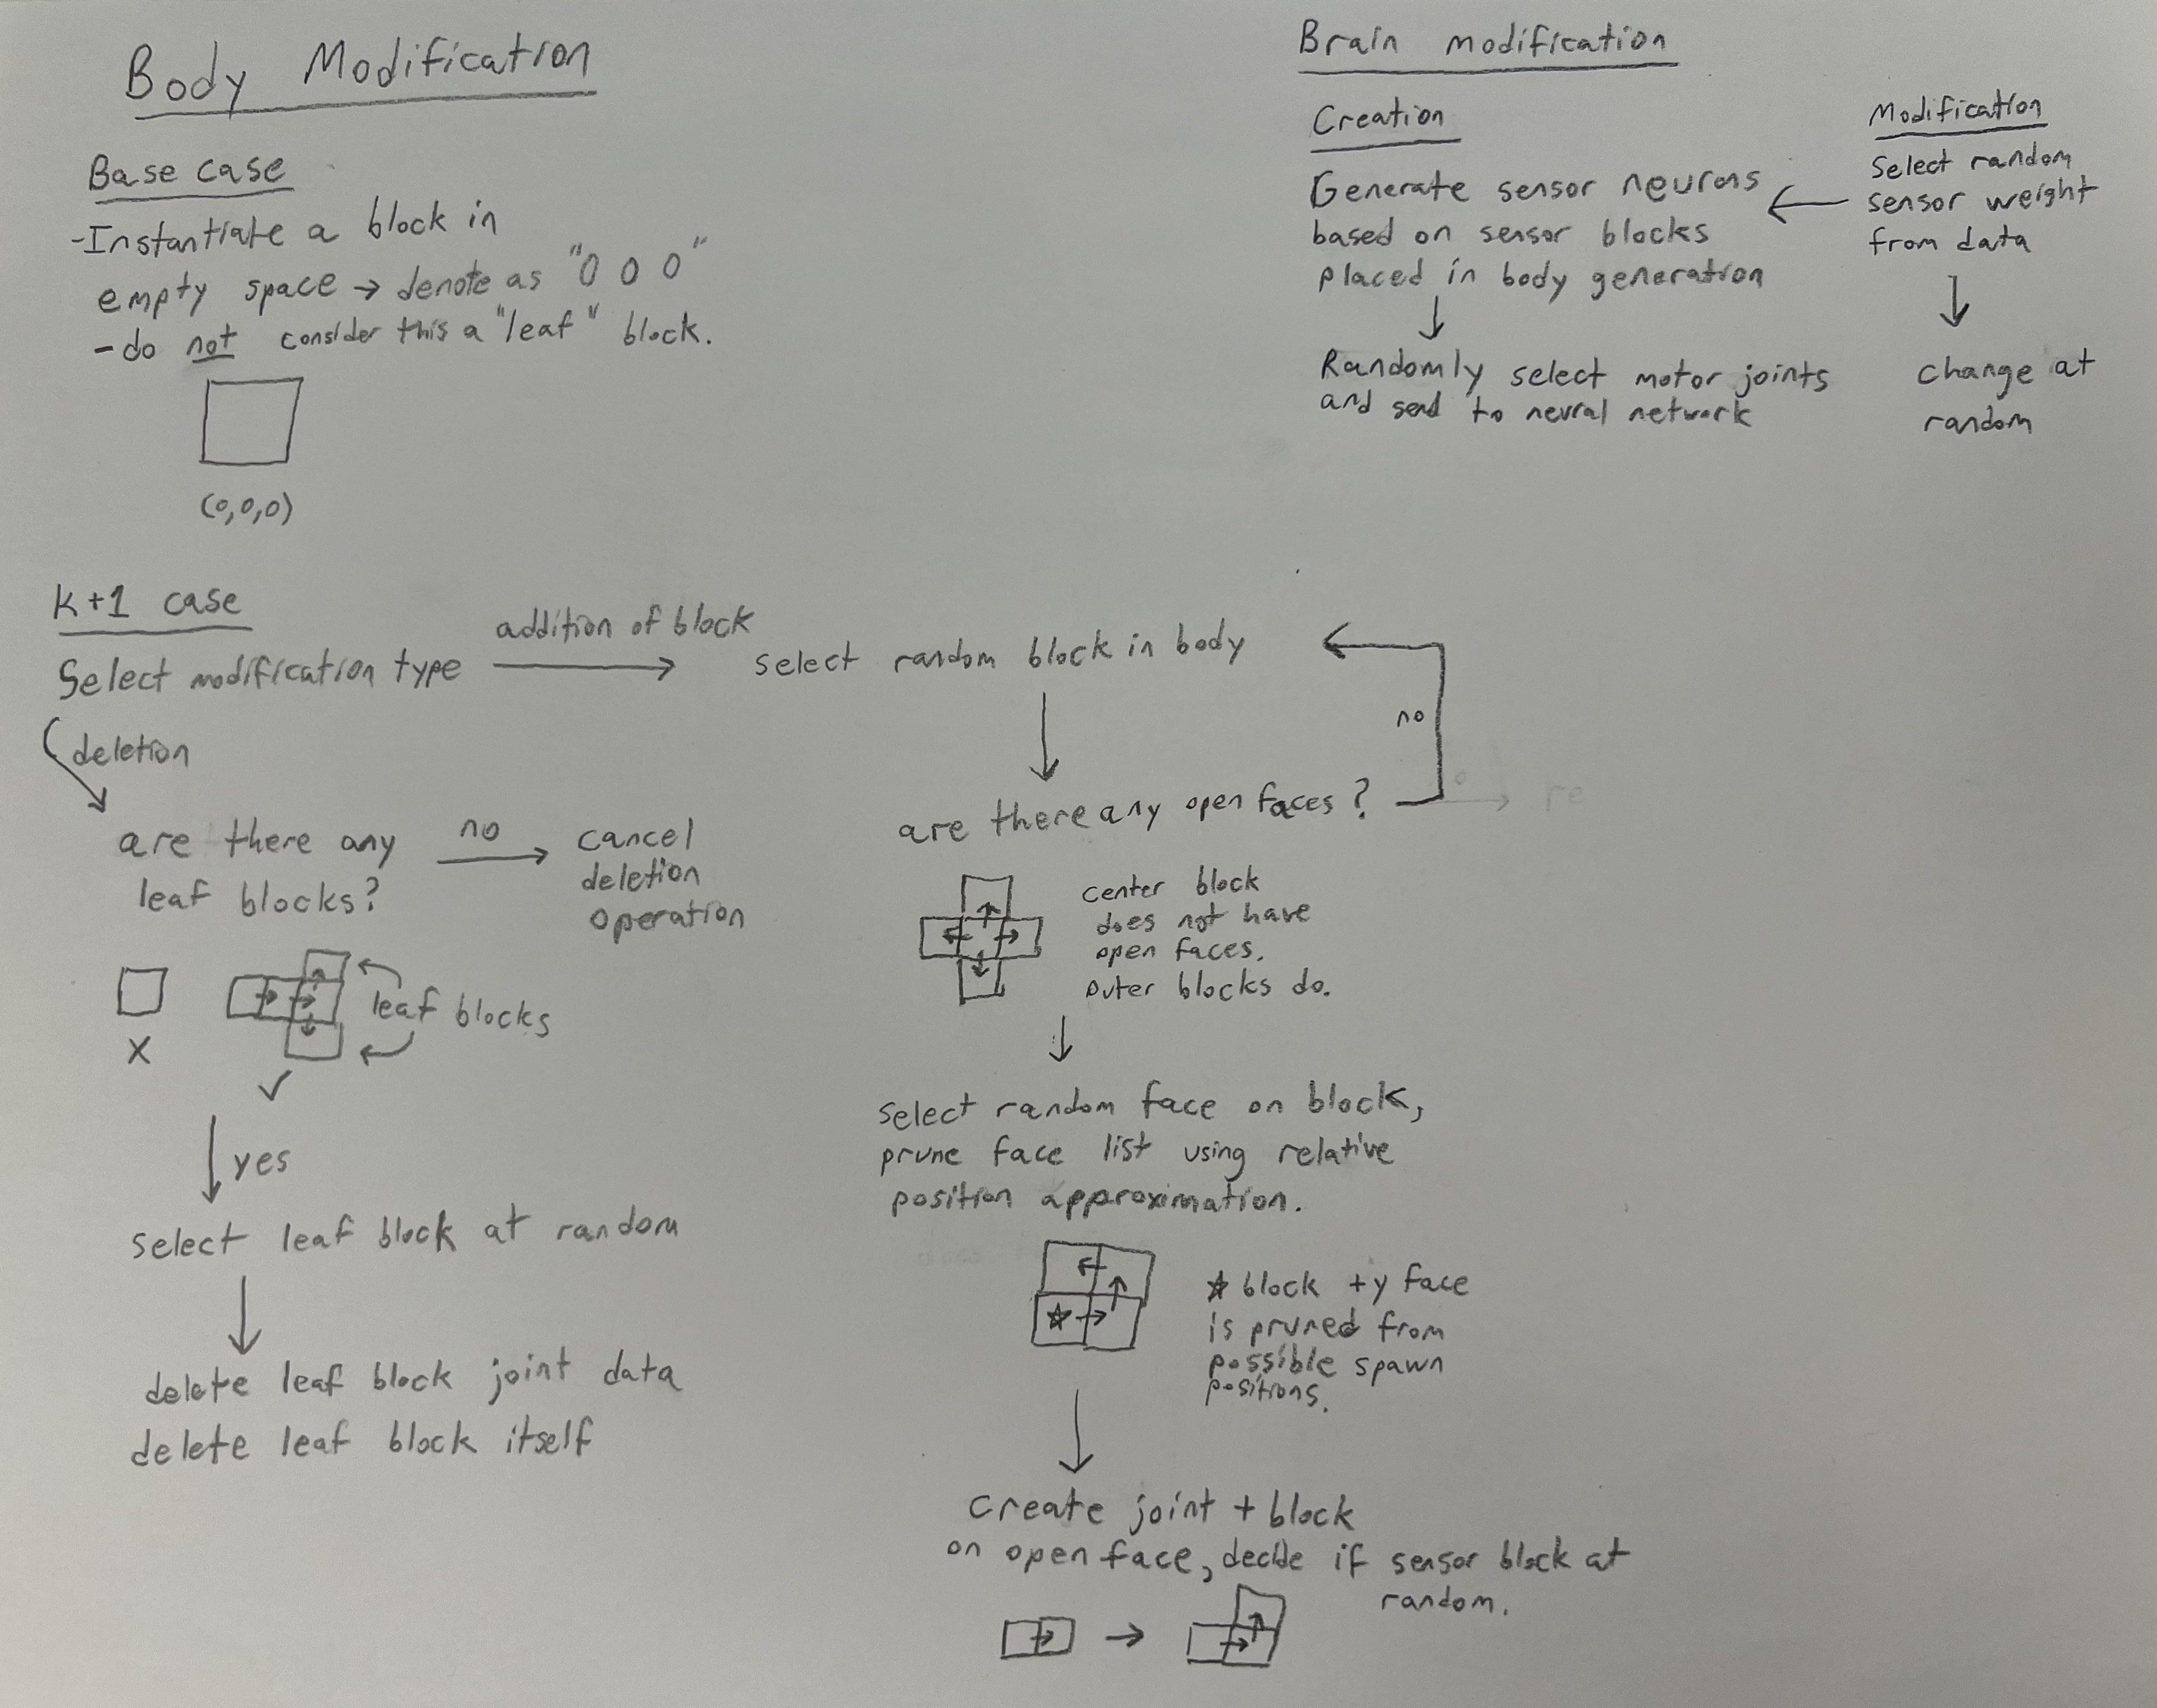 Body Modification
Base case
-Instantiate a block in
empty space → denote as "0 0 0"
- do not consider this a "leaf" block.
(0,0,0)
Brain modification
Creation
Generate sensor neurons
based on sensor blocks
placed in body generation
Randomly select motor joints
and send to neural network
Modification
Select random
sensor weight
from data
change at
random
K+1 case
Select modification type
addition of block
select random block in body
no
deletion
are there any
leaf blocks?
no
cancel
deletion
operation
X
leaf blocks
✓
yes
select leaf block at random
delete leaf block joint data
delete leaf block itself
are there any open faces?
center block
does not have
open faces.
outer blocks do.
select random face on block,
prune face list using relative
position approximation.
☆ block +y face
is pruned from
possible spawn
positions.
create joint + block
on open face, decide if sensor block at
random.